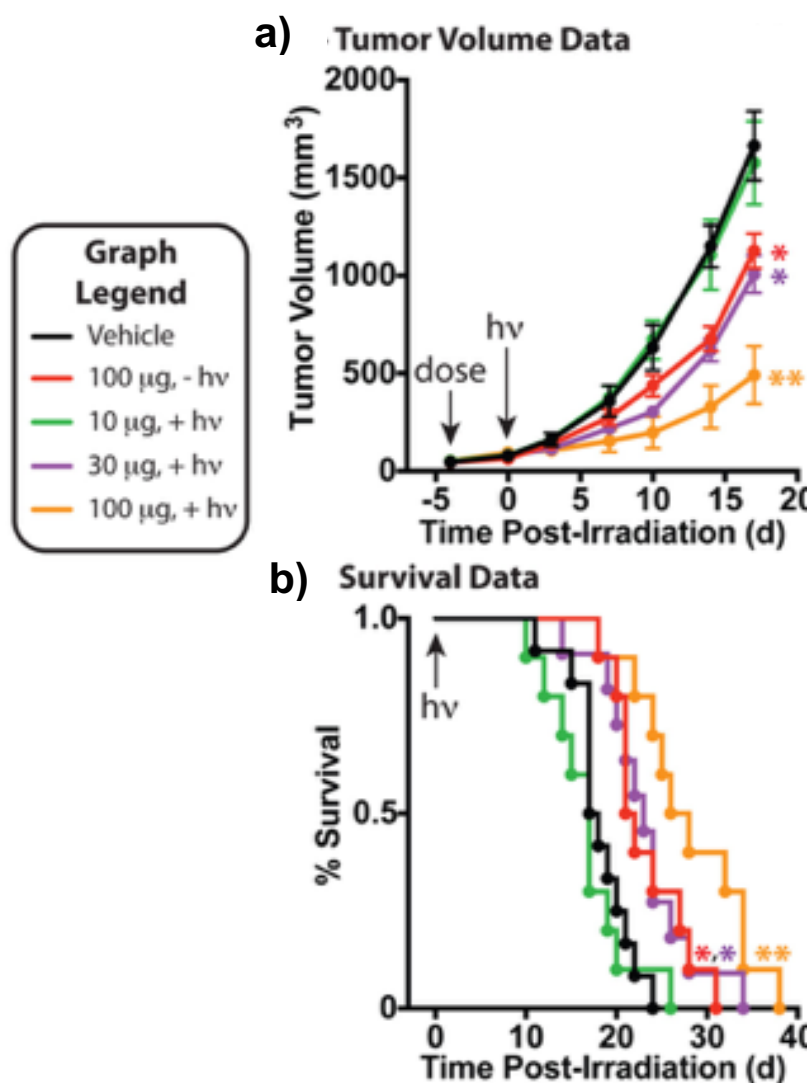 a) Tumor Volume Data
2000
1500
1000
500
0
Tumor Volume (mm³)
dose
hν
*
*
**
-5 0 5 10 15 20
Time Post-Irradiation (d)
Graph
Legend
Vehicle
100 µg, - hν
10 µg, + hν
30 µg, + hν
100 µg, + hν
b) Survival Data
1.0
0.5
0
% Survival
hν
*,* **
0 10 20 30 40
Time Post-Irradiation (d)